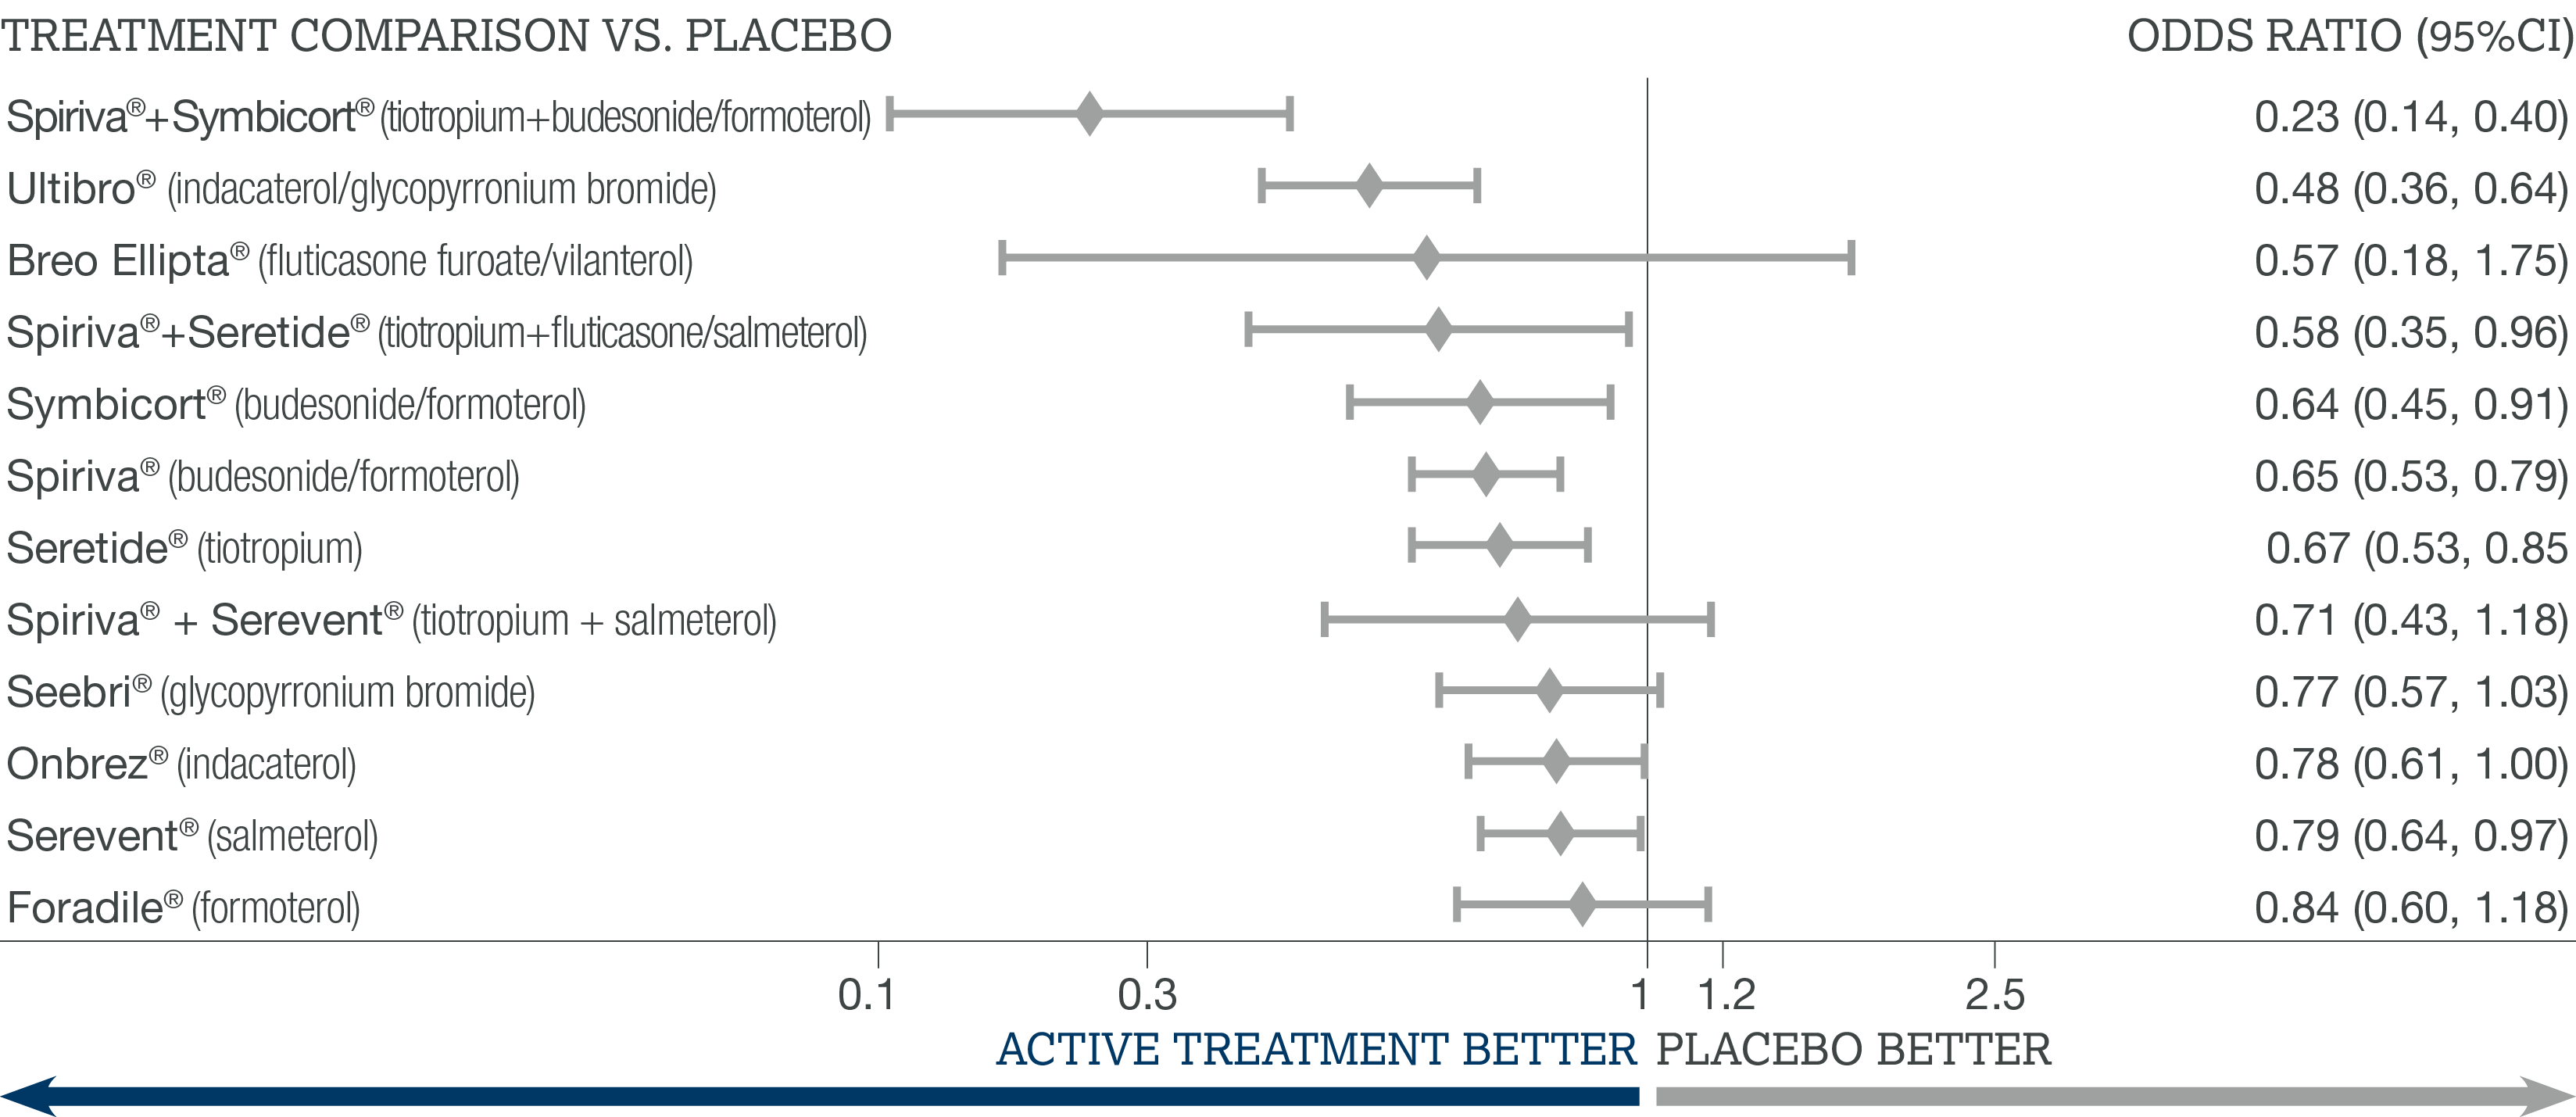 TREATMENT COMPARISON VS. PLACEBO ODDS RATIO (95%CI)
Spiriva®+Symbicort® (tiotropium+budesonide/formoterol) 0.23 (0.14, 0.40)
Ultibro® (indacaterol/glycopyrronium bromide) 0.48 (0.36, 0.64)
Breo Ellipta® (fluticasone furoate/vilanterol) 0.57 (0.18, 1.75)
Spiriva®+Seretide® (tiotropium+fluticasone/salmeterol) 0.58 (0.35, 0.96)
Symbicort® (budesonide/formoterol) 0.64 (0.45, 0.91)
Spiriva® (budesonide/formoterol) 0.65 (0.53, 0.79)
Seretide® (tiotropium) 0.67 (0.53, 0.85
Spiriva® + Serevent® (tiotropium + salmeterol) 0.71 (0.43, 1.18)
Seebri® (glycopyrronium bromide) 0.77 (0.57, 1.03)
Onbrez® (indacaterol) 0.78 (0.61, 1.00)
Serevent® (salmeterol) 0.79 (0.64, 0.97)
Foradile® (formoterol) 0.84 (0.60, 1.18)
0.1 0.3 1 1.2 2.5
ACTIVE TREATMENT BETTER PLACEBO BETTER